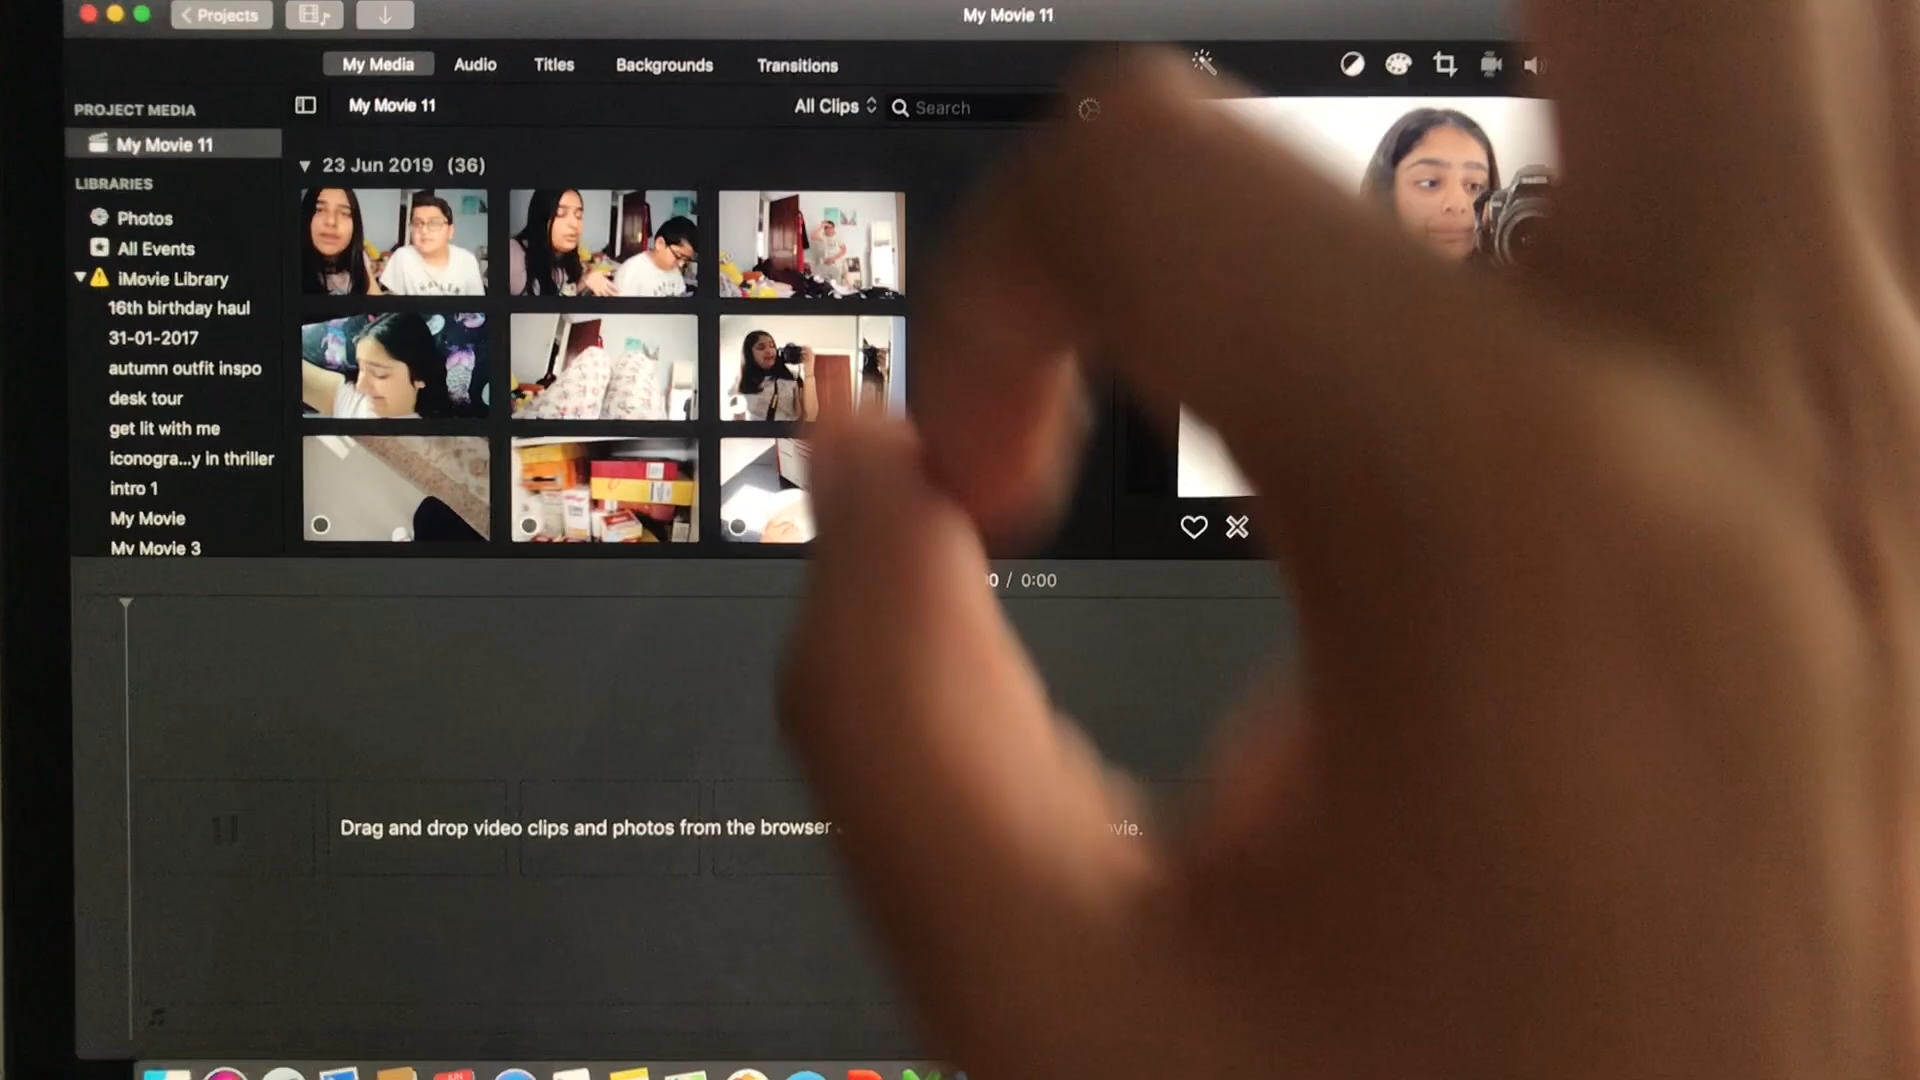 Projects
My Movie 11
My Media Audio Titles Backgrounds Transitions
PROJECT MEDIA
My Movie 11
My Movie 11
All Clips
Search
23 Jun 2019 (36)
LIBRARIES
Photos
All Events
iMovie Library
16th birthday haul
31-01-2017
autumn outfit inspo
desk tour
get lit with me
iconogra...y in thriller
intro 1
My Movie
My Movie 3
0 / 0:00
Drag and drop video clips and photos from the browser